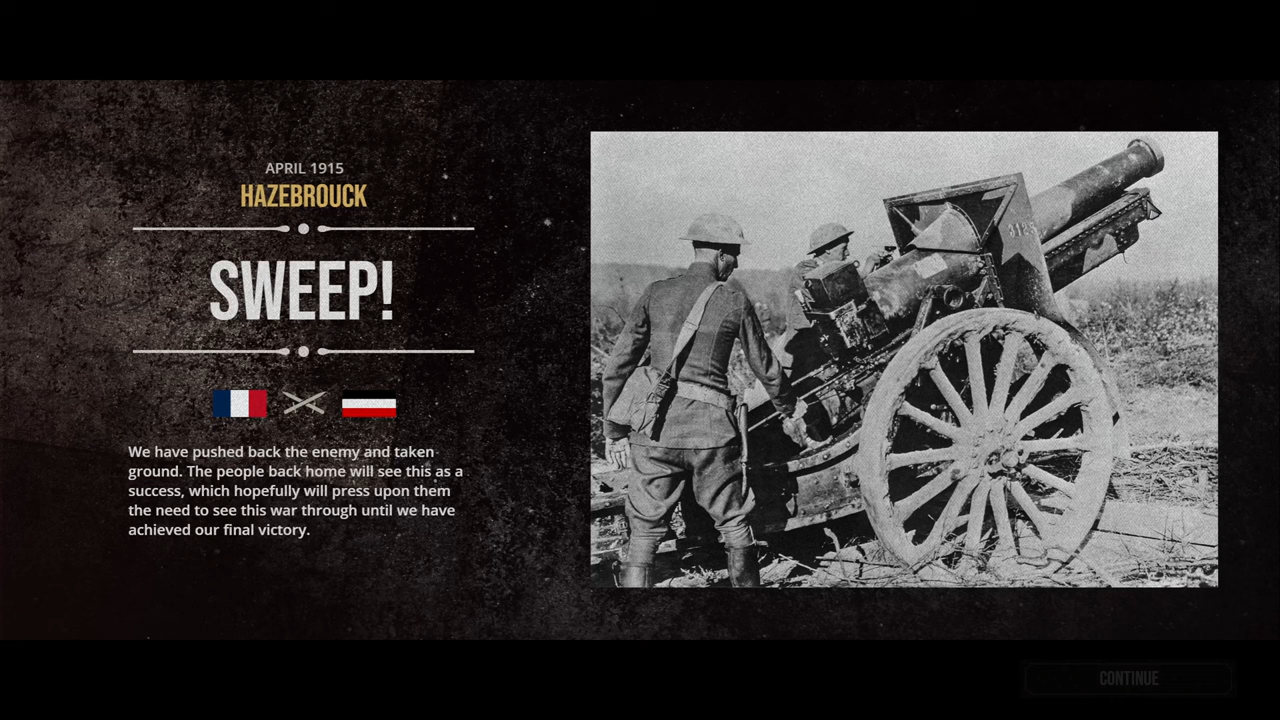 APRIL 1915
HAZEBROUCK
SWEEP!
We have pushed back the enemy and taken
ground. The people back home will see this as a
success, which hopefully will press upon them
the need to see this war through until we have
achieved our final victory.
CONTINUE